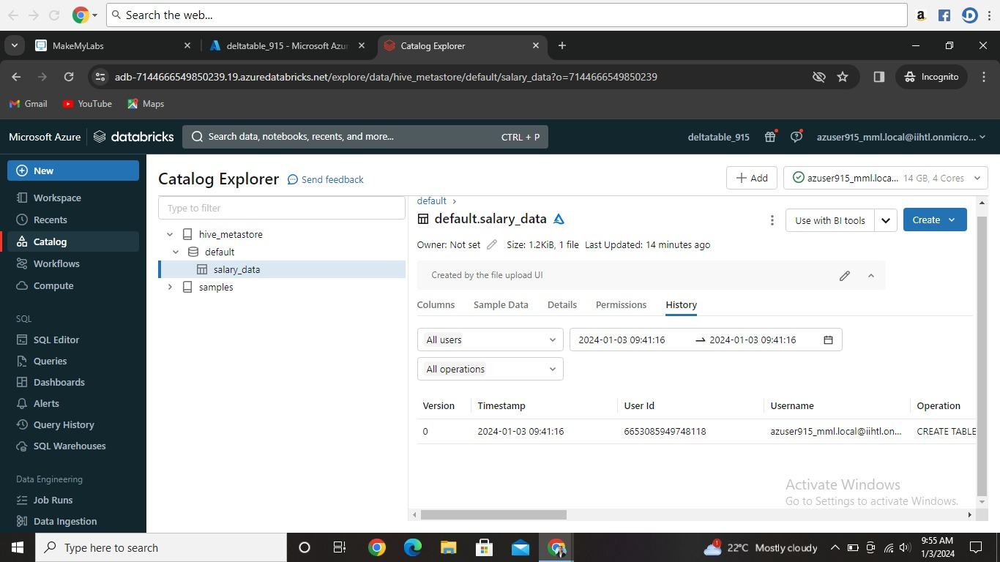 Search the web...
MakeMyLabs
deltatable_915 - Microsoft Azur
Catalog Explorer
adb-7144666549850239.19.azuredatabricks.net/explore/data/hive_metastore/default/salary_data?o=7144666549850239
Incognito
Gmail
YouTube
Maps
Microsoft Azure
databricks
Search data, notebooks, recents, and more...
CTRL + P
deltatable_915
azuser915_mml.local@iihtl.onmicro...
New
Workspace
Recents
Catalog
Workflows
Compute
SQL
SQL Editor
Queries
Dashboards
Alerts
Query History
SQL Warehouses
Data Engineering
Job Runs
Data Ingestion
Catalog Explorer
Send feedback
Add
azuser915_mml.loca...
14 GB, 4 Cores
Type to filter
hive_metastore
default
salary_data
samples
default ›
default.salary_data
Use with BI tools
Create
Owner: Not set
Size: 1.2KiB, 1 file
Last Updated: 14 minutes ago
Created by the file upload UI
Columns
Sample Data
Details
Permissions
History
All users
2024-01-03 09:41:16
2024-01-03 09:41:16
All operations
Version
Timestamp
User Id
Username
Operation
0
2024-01-03 09:41:16
6653085949748118
azuser915_mml.local@iihtl.on...
CREATE TABLE
Activate Windows
Go to Settings to activate Windows.
Type here to search
1
22°C Mostly cloudy
9:55 AM
1/3/2024